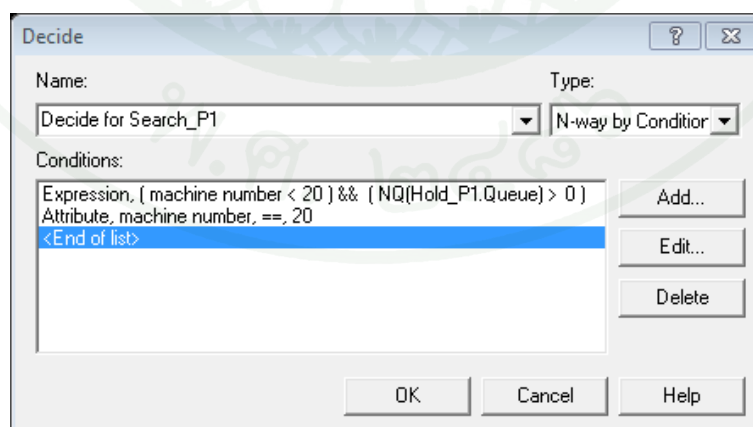 Decide
Name: Type:
Decide for Search_P1 N-way by Condition
Conditions:
Expression, ( machine number < 20 ) && ( NQ(Hold_P1.Queue) > 0 )
Attribute, machine number, ==, 20
<End of list>
Add...
Edit...
Delete
OK Cancel Help